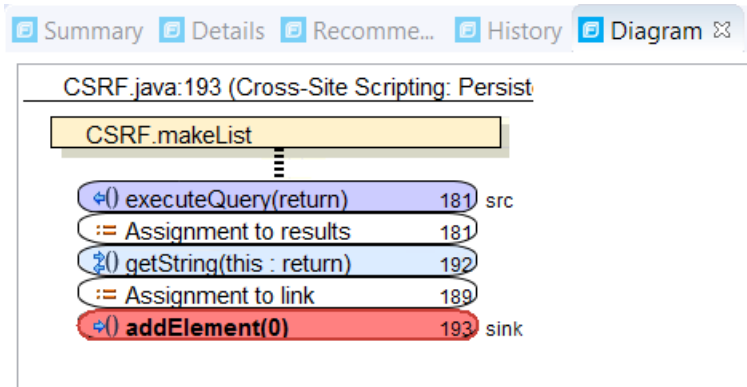 Summary Details Recomme... History Diagram
CSRF.java:193 (Cross-Site Scripting: Persist
CSRF.makeList
executeQuery(return) 181 src
:= Assignment to results 181
getString(this : return) 192
:= Assignment to link 189
addElement(0) 193 sink